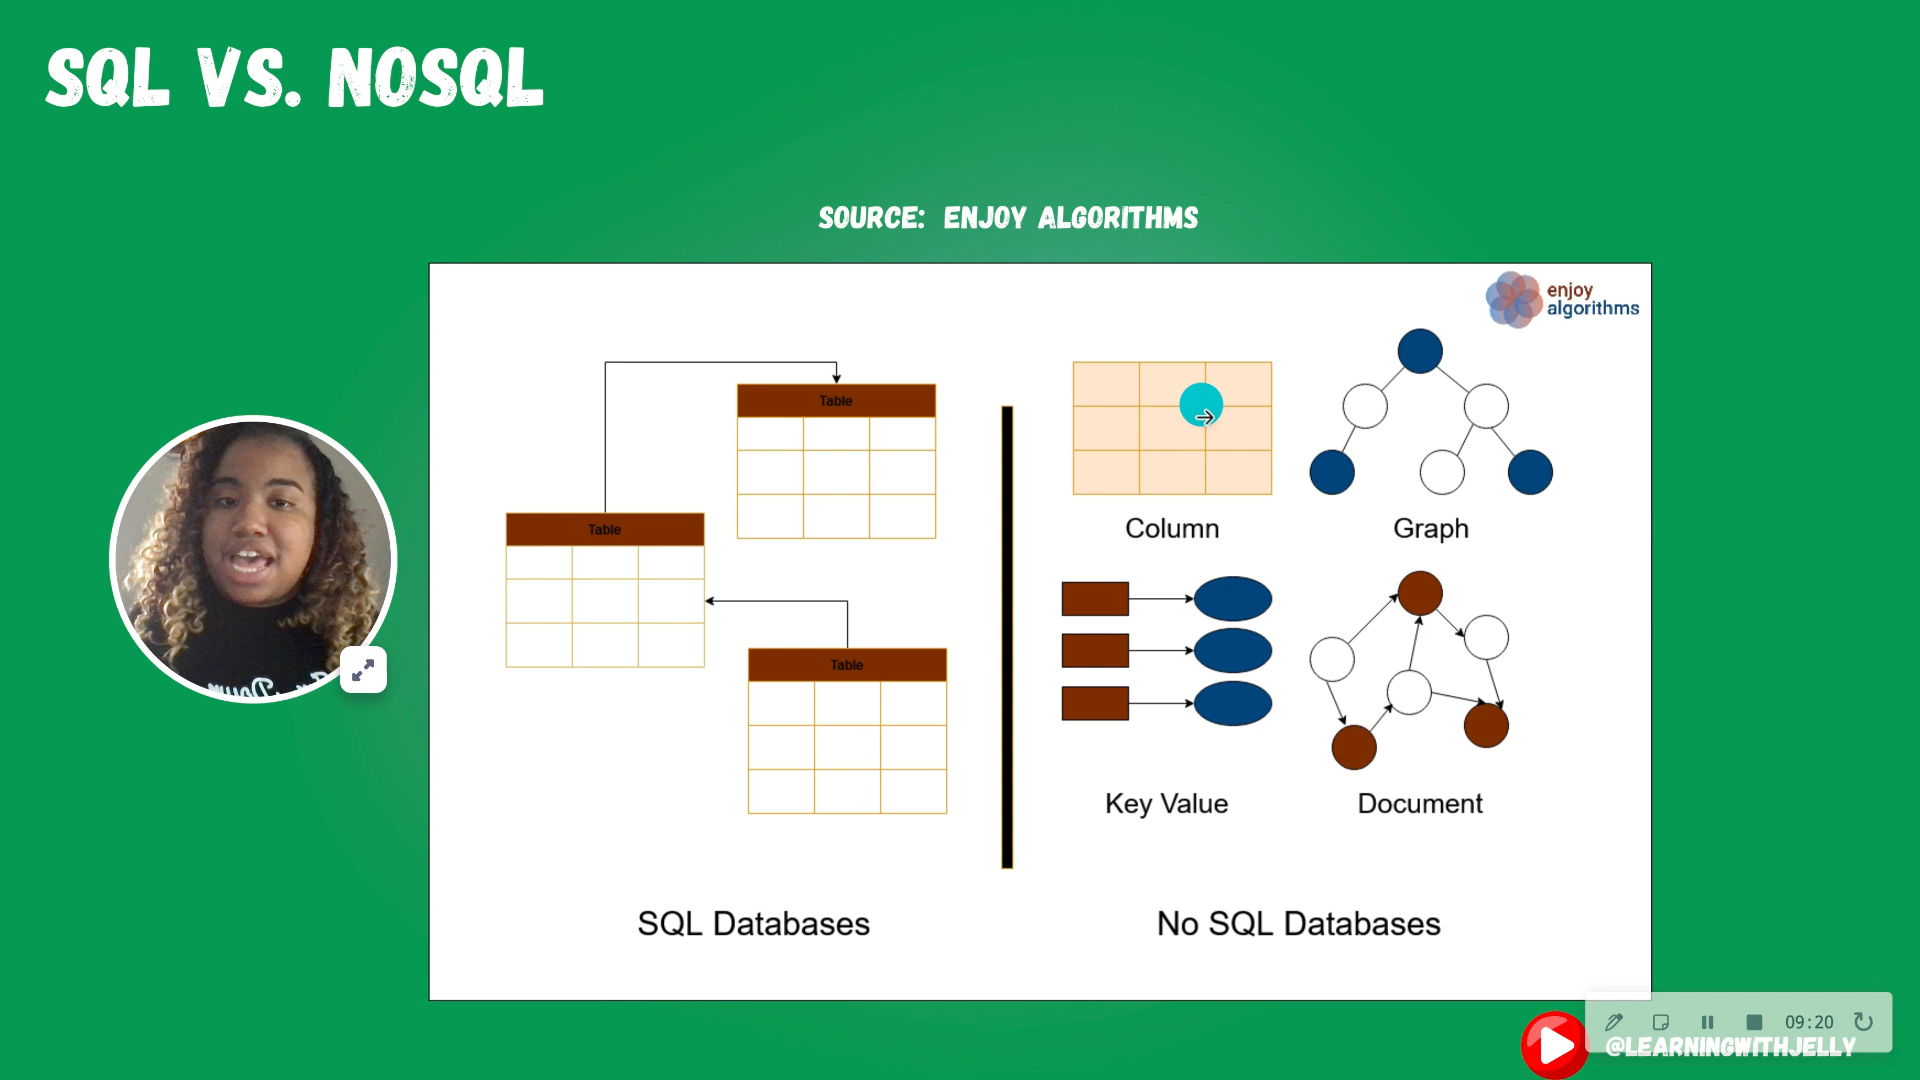 SQL VS. NOSQL
SOURCE: ENJOY ALGORITHMS
enjoy
algorithms
Table
Table
Column
Graph
Table
Key Value
Document
SQL Databases
No SQL Databases
09:20
@LEARNINGWITHJELLY